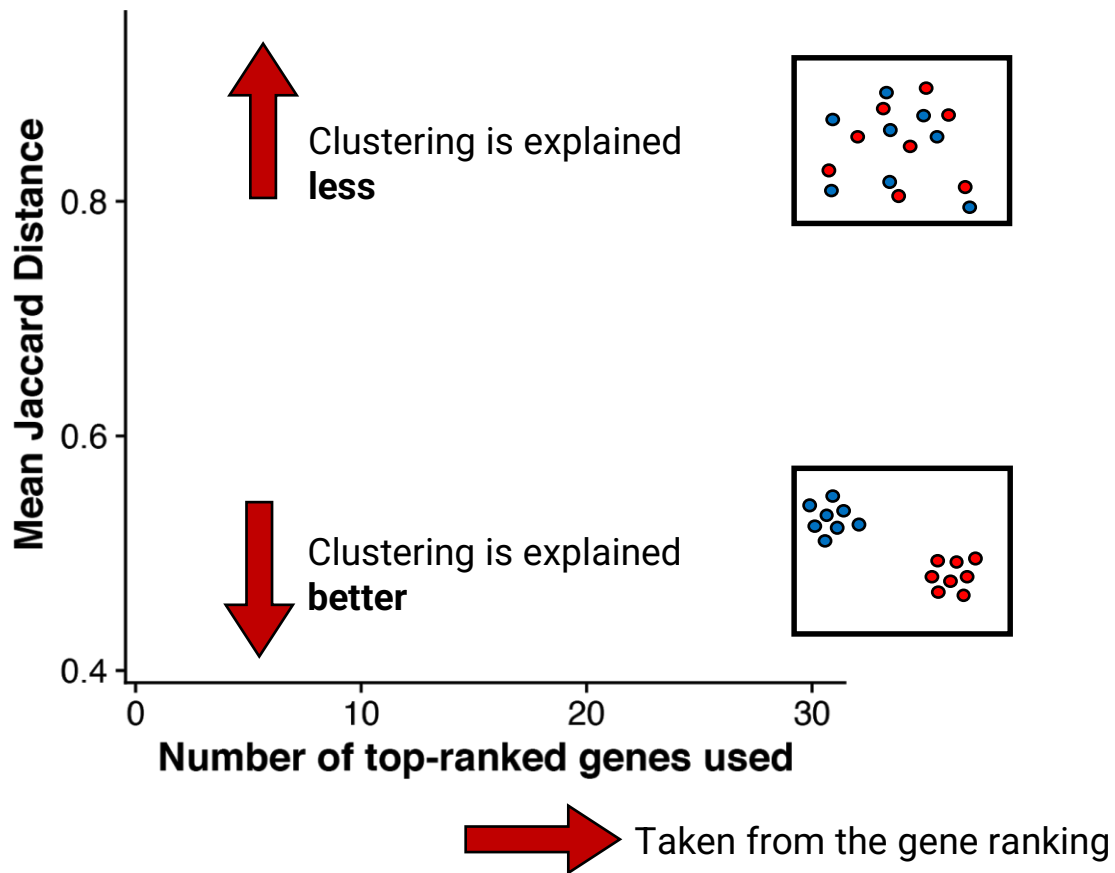 Mean Jaccard Distance
0.8
0.6
0.4
Clustering is explained
less
Clustering is explained
better
0 10 20 30
Number of top-ranked genes used
Taken from the gene ranking